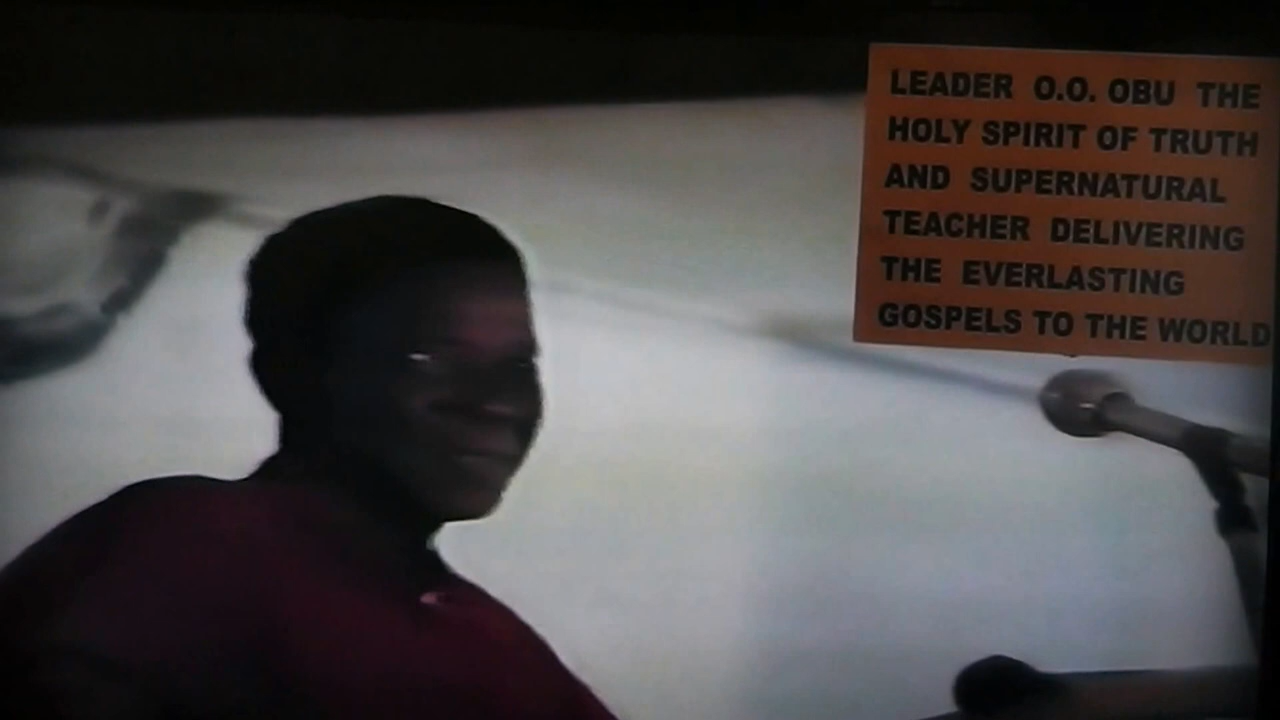 LEADER O.O. OBU THE
HOLY SPIRIT OF TRUTH
AND SUPERNATURAL
TEACHER DELIVERING
THE EVERLASTING
GOSPELS TO THE WORLD